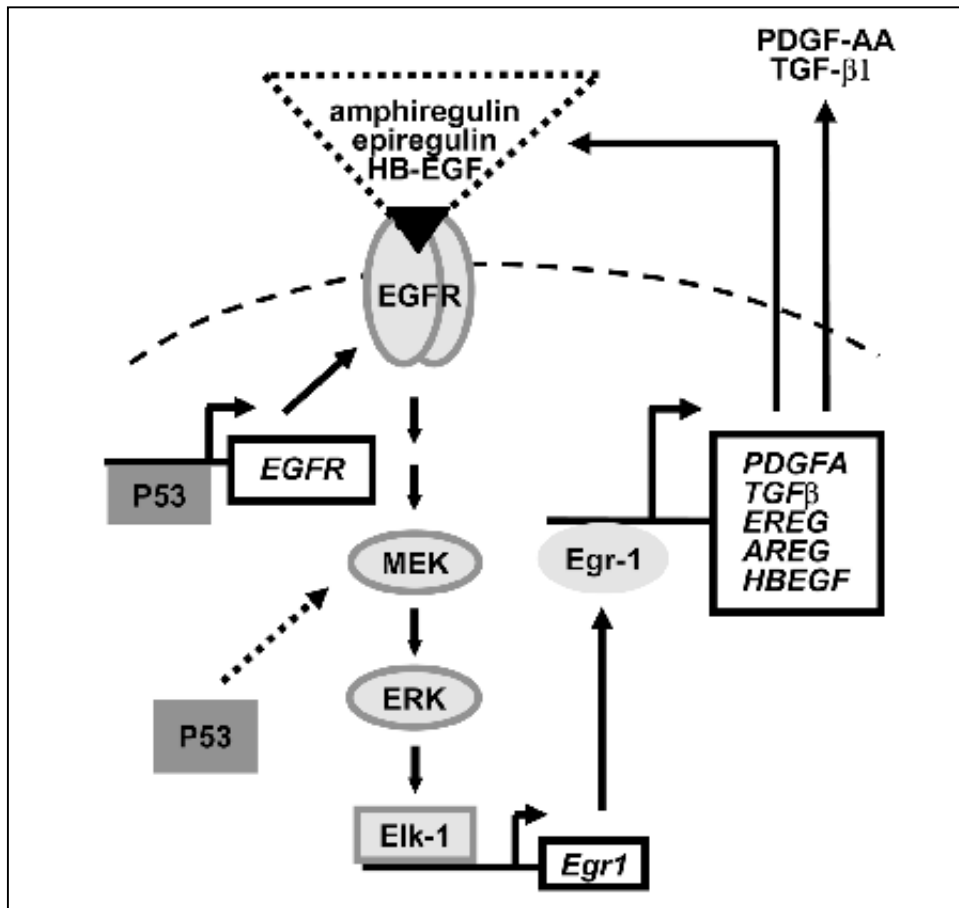 PDGF-AA
TGF-β1
amphiregulin
epiregulin
HB-EGF
EGFR
P53
EGFR
MEK
P53
ERK
Elk-1
Egr1
Egr-1
PDGFA
TGFβ
EREG
AREG
HBEGF